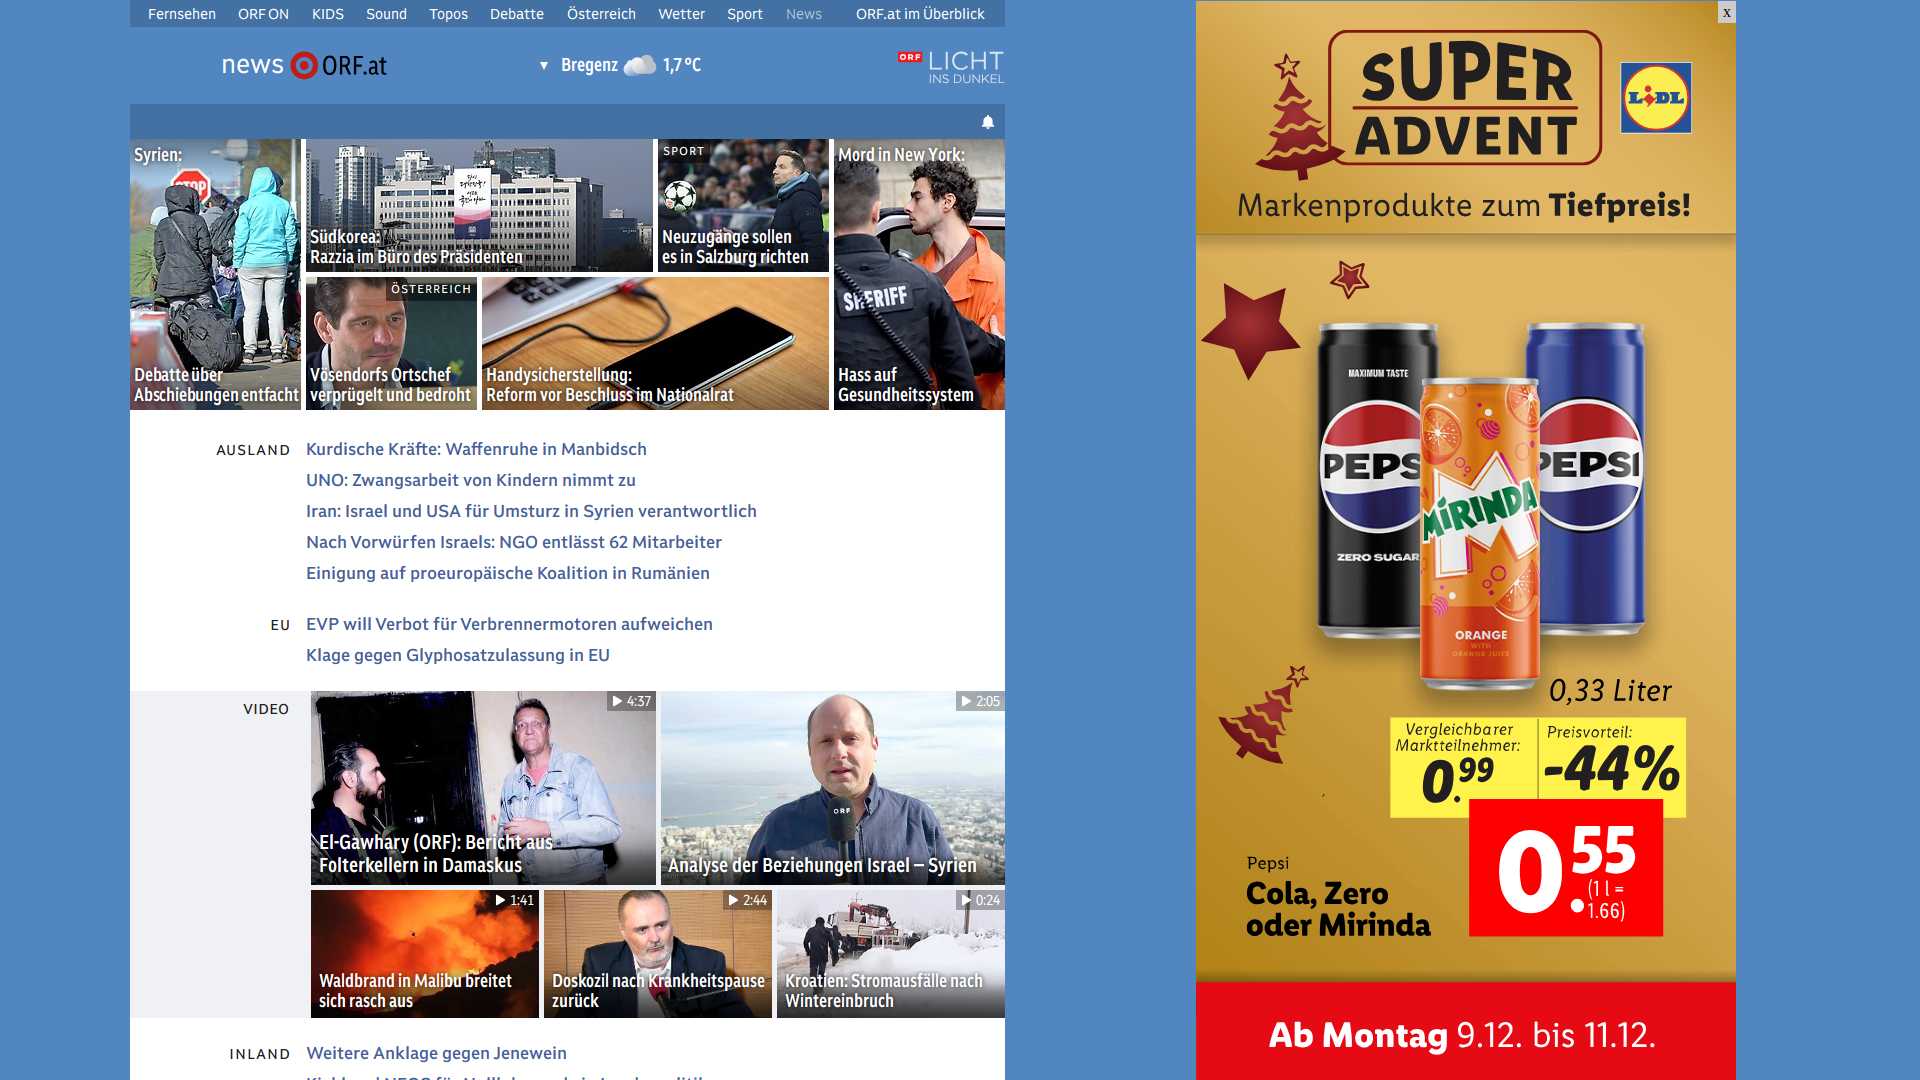 Fernsehen ORF ON KIDS Sound Topos Debatte Österreich Wetter Sport News ORF.at im Überblick
news ORF.at
Bregenz 1,7 °C
ORF LICHT
INS DUNKEL
Syrien:
STOP
Debatte über
Abschiebungen entfacht
Südkorea:
Razzia im Büro des Präsidenten
SPORT
Neuzugänge sollen
es in Salzburg richten
Mord in New York:
SHERIFF
Hass auf
Gesundheitssystem
ÖSTERREICH
Vösendorfs Ortschef
verprügelt und bedroht
Handysicherstellung:
Reform vor Beschluss im Nationalrat
AUSLAND
Kurdische Kräfte: Waffenruhe in Manbidsch
UNO: Zwangsarbeit von Kindern nimmt zu
Iran: Israel und USA für Umsturz in Syrien verantwortlich
Nach Vorwürfen Israels: NGO entlässt 62 Mitarbeiter
Einigung auf proeuropäische Koalition in Rumänien
EU
EVP will Verbot für Verbrennermotoren aufweichen
Klage gegen Glyphosatzulassung in EU
VIDEO
4:37
El-Gawhary (ORF): Bericht aus
Folterkellern in Damaskus
2:05
ORF
Analyse der Beziehungen Israel – Syrien
1:41
Waldbrand in Malibu breitet
sich rasch aus
2:44
Doskozil nach Krankheitspause
zurück
0:24
Kroatien: Stromausfälle nach
Wintereinbruch
INLAND
Weitere Anklage gegen Jenewein
x
SUPER
ADVENT
LIDL
Markenprodukte zum Tiefpreis!
MAXIMUM TASTE
PEPS
ZERO SUGAR
MIRINDA
ORANGE
WITH
ORANGE JUICE
PEPSI
0,33 Liter
Vergleichbarer
Marktteilnehmer:
0.99
Preisvorteil:
-44%
0.55
(1 l =
1.66)
Pepsi
Cola, Zero
oder Mirinda
Ab Montag 9.12. bis 11.12.